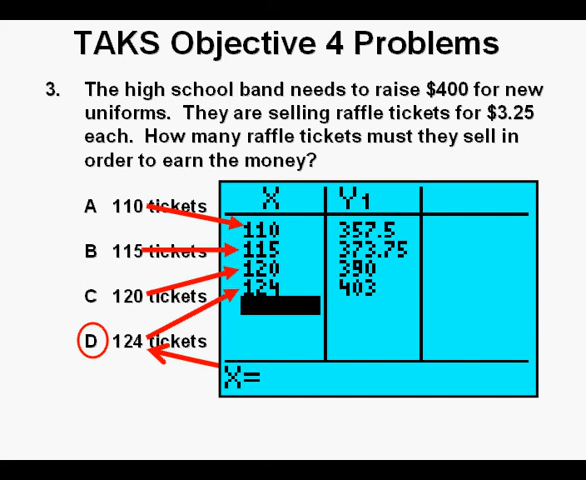 TAKS Objective 4 Problems
3. The high school band needs to raise $400 for new
uniforms. They are selling raffle tickets for $3.25
each. How many raffle tickets must they sell in
order to earn the money?
A 110 tickets
B 115 tickets
C 120 tickets
D 124 tickets
X Y1
110 357.5
115 373.75
120 390
124 403
X=